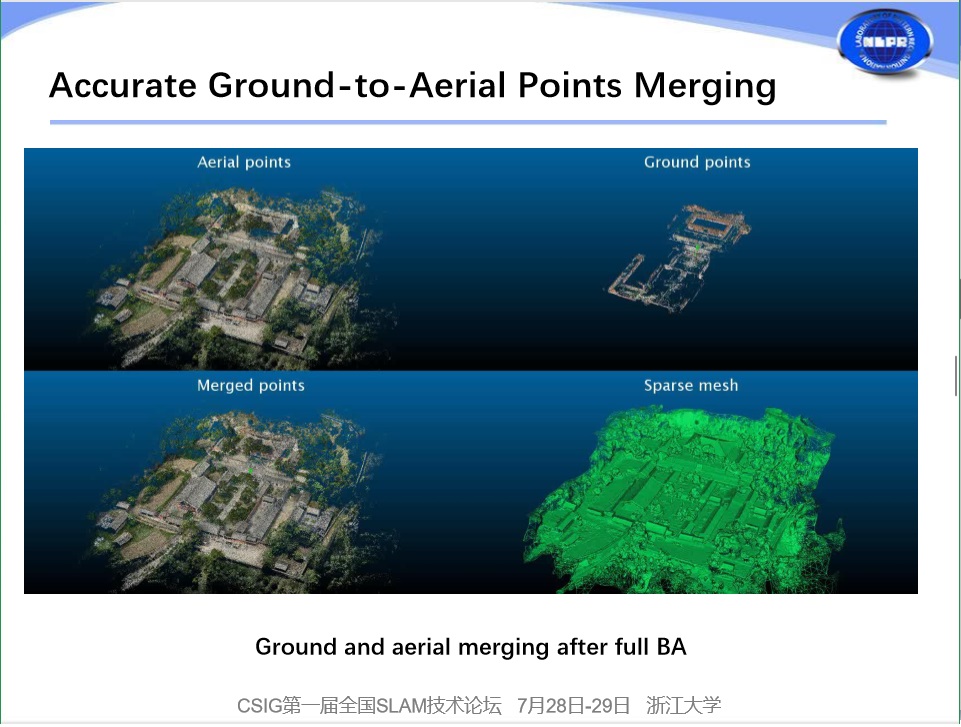 NLPR
Accurate Ground-to-Aerial Points Merging
Aerial points
Ground points
Merged points
Sparse mesh
Ground and aerial merging after full BA
CSIG第一届全国SLAM技术论坛 7月28日-29日 浙江大学